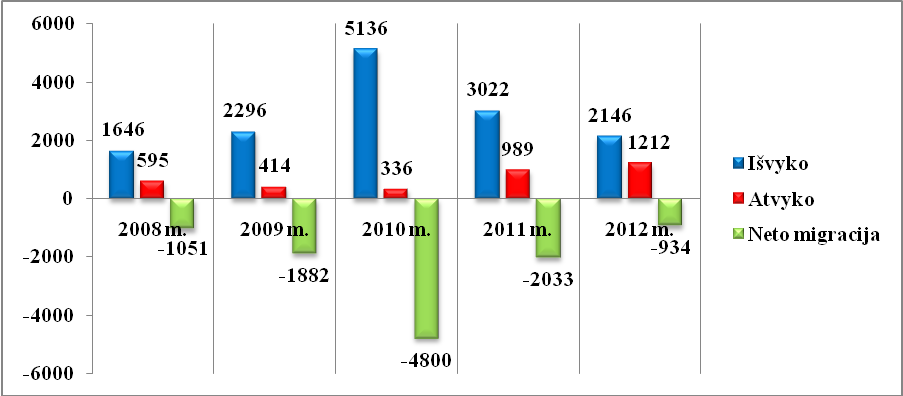 6000
4000
2000
0
-2000
-4000
-6000
1646
595
2008 m.
-1051
2296
414
2009 m.
-1882
5136
336
2010 m.
-4800
3022
989
2011 m.
-2033
2146
1212
2012 m.
-934
Išvyko
Atvyko
Neto migracija